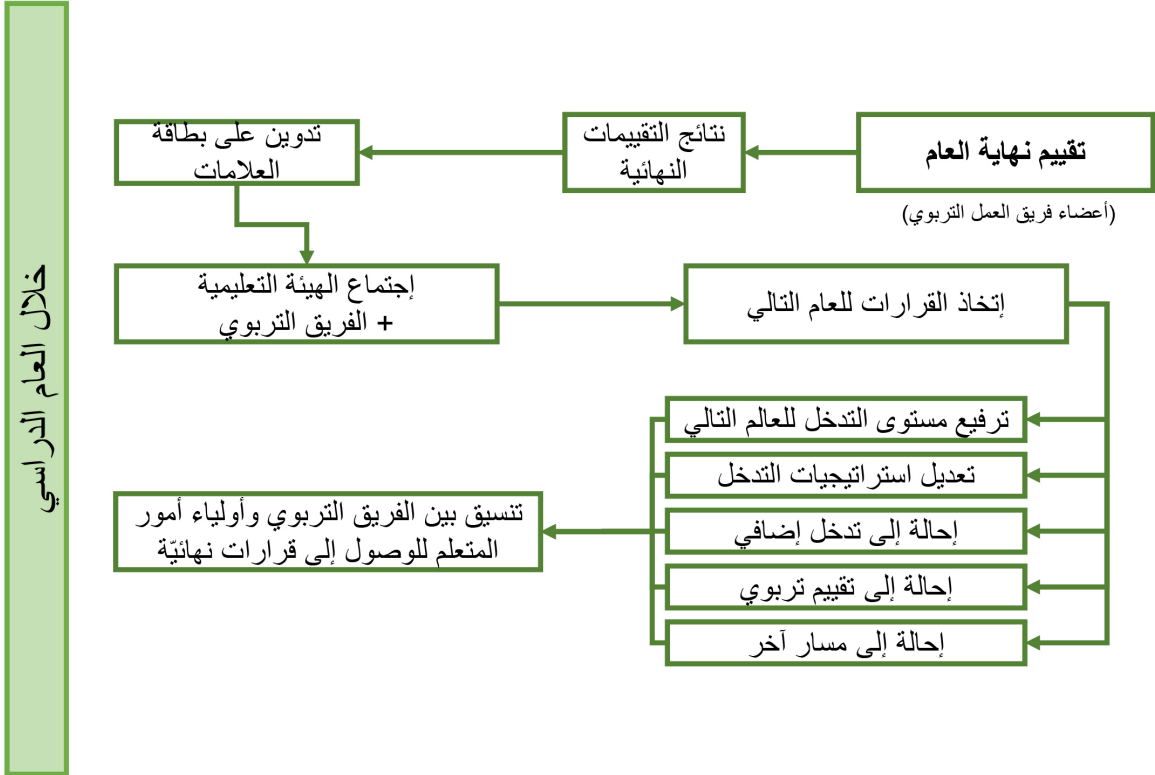 خلال العام الدراسي
تقييم نهاية العام
(أعضاء فريق العمل التربوي)
نتائج التقييمات
النهائية
تدوين على بطاقة
العلامات
إجتماع الهيئة التعليمية
+ الفريق التربوي
إتخاذ القرارات للعام التالي
ترفيع مستوى التدخل للعالم التالي
تعديل استراتيجيات التدخل
إحالة إلى تدخل إضافي
إحالة إلى تقييم تربوي
إحالة إلى مسار آخر
تنسيق بين الفريق التربوي وأولياء أمور
المتعلم للوصول إلى قرارات نهائيّة